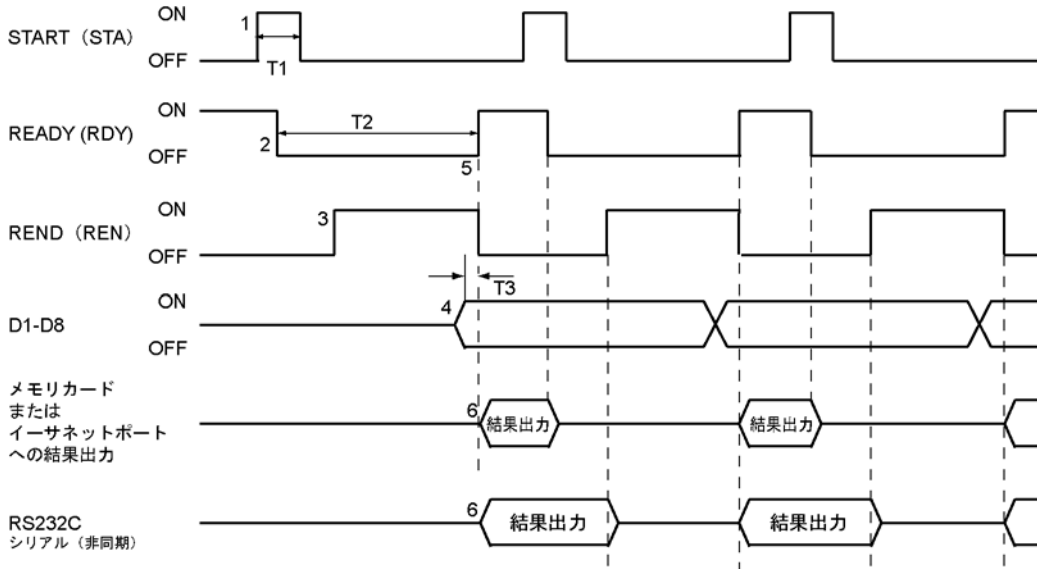 ON
START（STA）
OFF
1
T1
ON
READY (RDY)
OFF
2
T2
5
ON
REND（REN）
OFF
3
T3
ON
D1-D8
OFF
4
メモリカード
または
イーサネットポート
への結果出力
6
結果出力
結果出力
RS232C
シリアル（非同期）
6
結果出力
結果出力